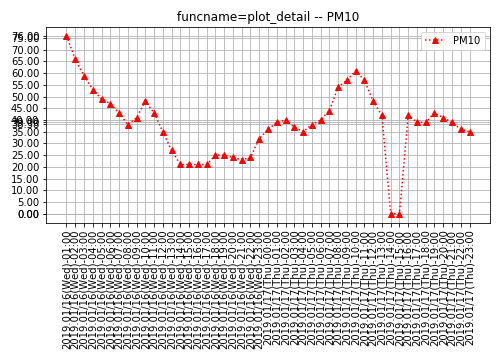 funcname=plot_detail -- PM10
PM10
76.00
75.00
70.00
65.00
60.00
55.00
50.00
45.00
40.00
35.00
30.00
25.00
20.00
15.00
10.00
5.00
0.00
2019.01/16(Wed)-01:00
2019.01/16(Wed)-02:00
2019.01/16(Wed)-03:00
2019.01/16(Wed)-04:00
2019.01/16(Wed)-05:00
2019.01/16(Wed)-06:00
2019.01/16(Wed)-07:00
2019.01/16(Wed)-08:00
2019.01/16(Wed)-09:00
2019.01/16(Wed)-10:00
2019.01/16(Wed)-11:00
2019.01/16(Wed)-12:00
2019.01/16(Wed)-13:00
2019.01/16(Wed)-14:00
2019.01/16(Wed)-15:00
2019.01/16(Wed)-16:00
2019.01/16(Wed)-17:00
2019.01/16(Wed)-18:00
2019.01/16(Wed)-19:00
2019.01/16(Wed)-20:00
2019.01/16(Wed)-21:00
2019.01/16(Wed)-22:00
2019.01/16(Wed)-23:00
2019.01/17(Thu)-00:00
2019.01/17(Thu)-01:00
2019.01/17(Thu)-02:00
2019.01/17(Thu)-03:00
2019.01/17(Thu)-04:00
2019.01/17(Thu)-05:00
2019.01/17(Thu)-06:00
2019.01/17(Thu)-07:00
2019.01/17(Thu)-08:00
2019.01/17(Thu)-09:00
2019.01/17(Thu)-10:00
2019.01/17(Thu)-11:00
2019.01/17(Thu)-12:00
2019.01/17(Thu)-13:00
2019.01/17(Thu)-14:00
2019.01/17(Thu)-15:00
2019.01/17(Thu)-16:00
2019.01/17(Thu)-17:00
2019.01/17(Thu)-18:00
2019.01/17(Thu)-19:00
2019.01/17(Thu)-20:00
2019.01/17(Thu)-21:00
2019.01/17(Thu)-22:00
2019.01/17(Thu)-23:00